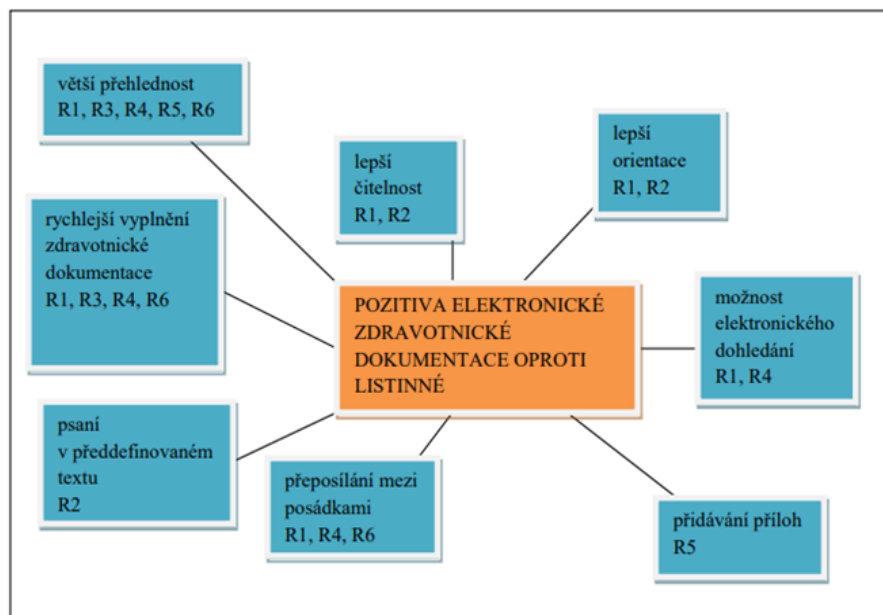 větší přehlednost
R1, R3, R4, R5, R6
lepší
čitelnost
R1, R2
lepší
orientace
R1, R2
rychlejší vyplnění
zdravotnické
dokumentace
R1, R3, R4, R6
POZITIVA ELEKTRONICKÉ
ZDRAVOTNICKÉ
DOKUMENTACE OPROTI
LISTINNÉ
možnost
elektronického
dohledání
R1, R4
psaní
v předdefinovaném
textu
R2
přeposílání mezi
posádkami
R1, R4, R6
přidávání příloh
R5